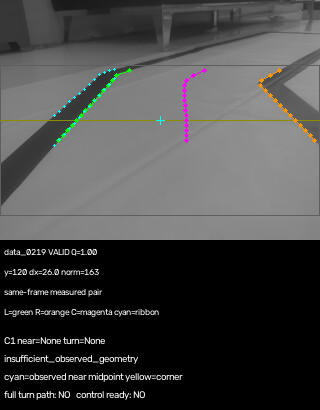 data_0219 VALID Q=1.00
y=120 dx=26.0 norm=163
same-frame measured pair
L=green R=orange C=magenta cyan=ribbon
C1 near=None turn=None
insufficient_observed_geometry
cyan=observed near midpoint yellow=corner
full turn path: NO control ready: NO